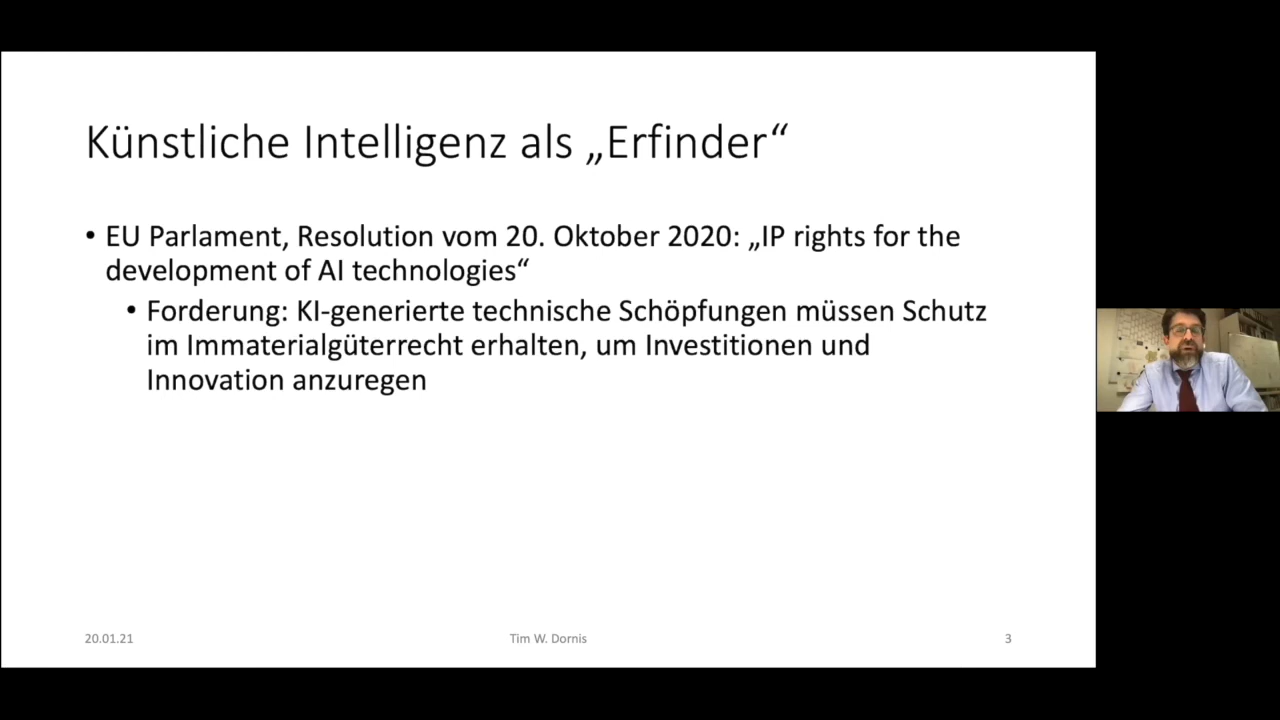 Künstliche Intelligenz als „Erfinder“
• EU Parlament, Resolution vom 20. Oktober 2020: „IP rights for the
development of AI technologies“
• Forderung: KI-generierte technische Schöpfungen müssen Schutz
im Immaterialgüterrecht erhalten, um Investitionen und
Innovation anzuregen
20.01.21
Tim W. Dornis
3